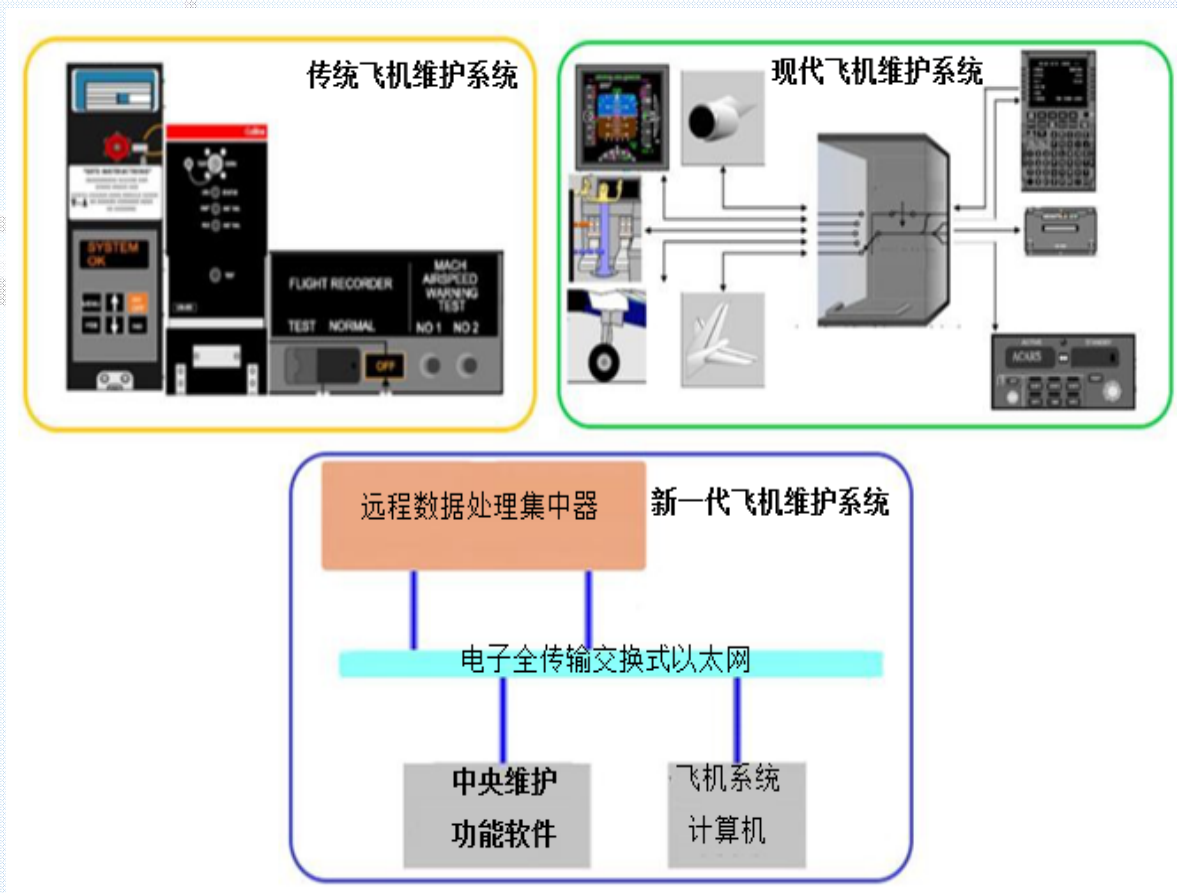 传统飞机维护系统
SYSTEM
OK
MENU
FLIGHT RECORDER
TEST NORMAL
OFF
MACH
AIRSPEED
WARNING
TEST
NO 1 NO 2
现代飞机维护系统
ACTIVE
STANDBY
ACARS
新一代飞机维护系统
远程数据处理集中器
电子全传输交换式以太网
中央维护
功能软件
飞机系统
计算机